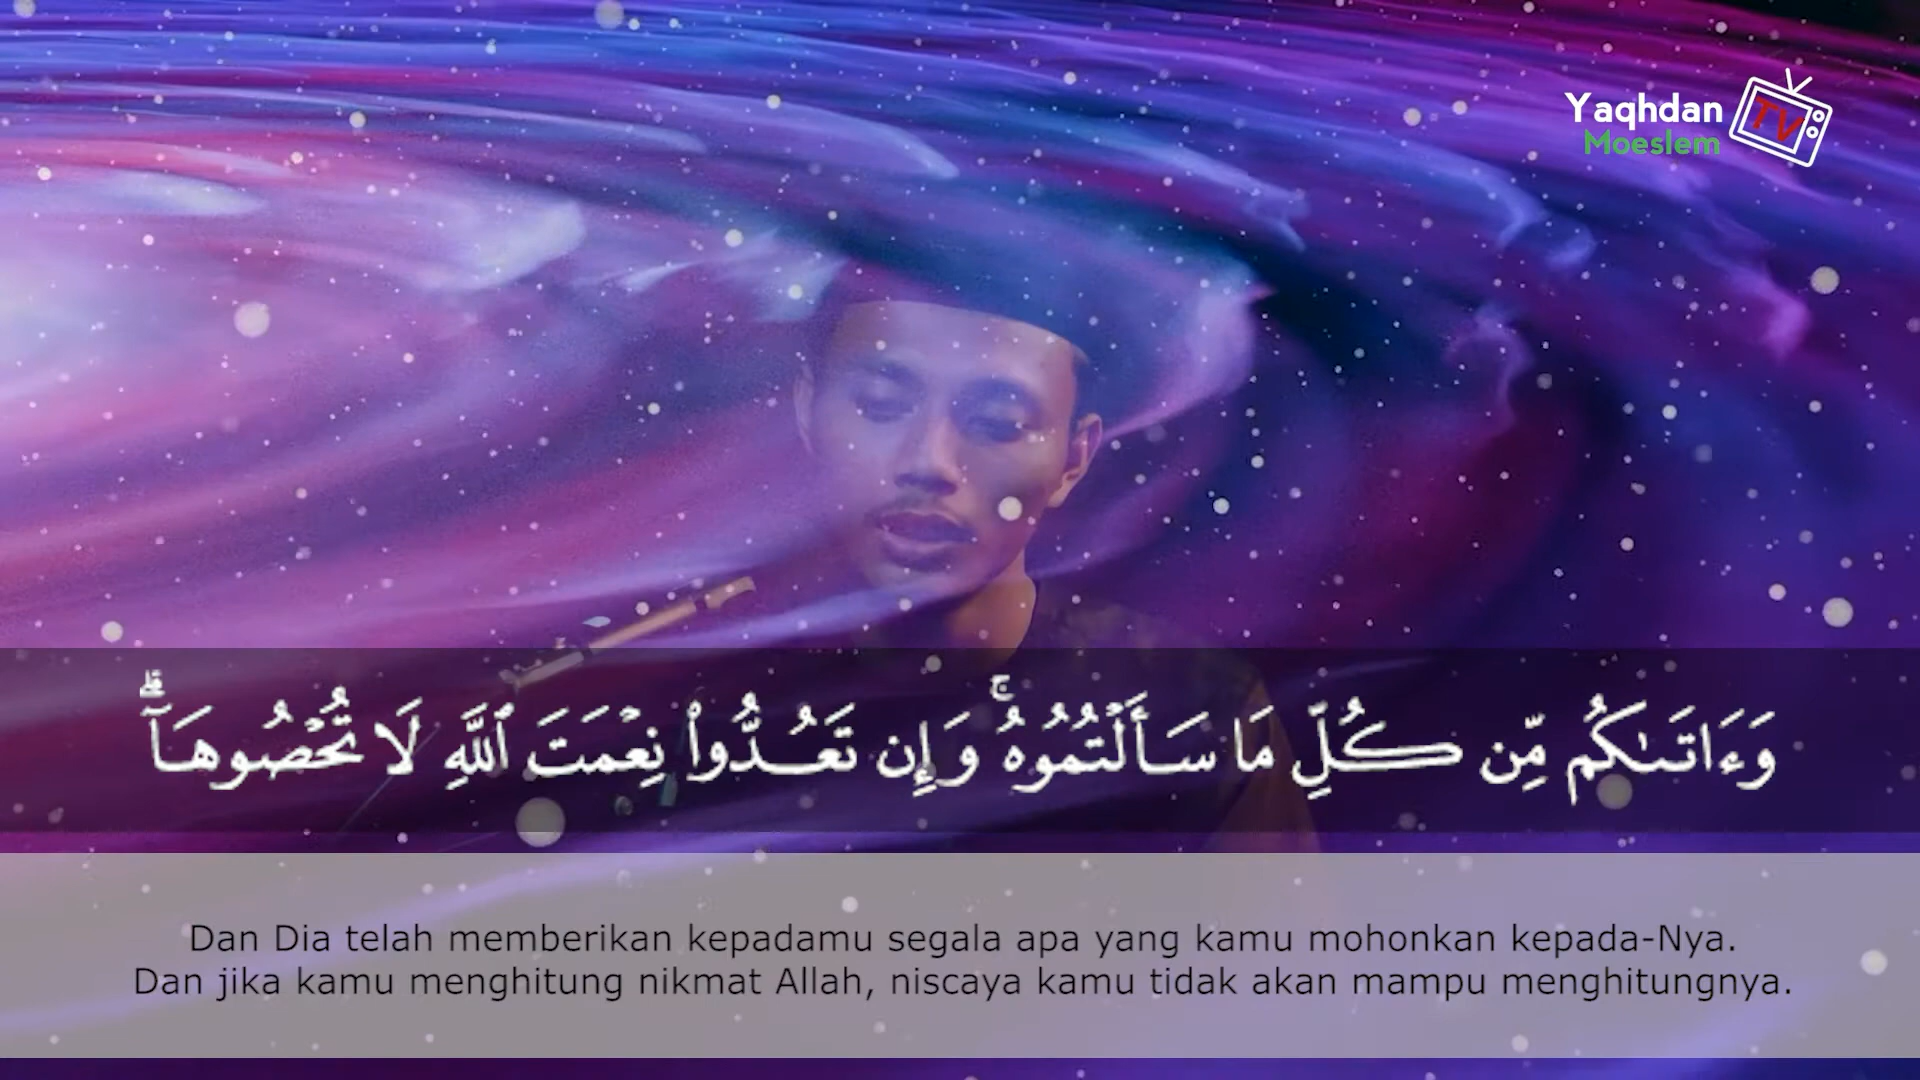 Yaqhdan
Moeslem
TV
وَءَاتَىٰكُم مِّن كُلِّ مَا سَأَلْتُمُوهُ ۚ وَإِن تَعُدُّوا۟ نِعْمَتَ ٱللَّهِ لَا تُحْصُوهَآ ۗ
Dan Dia telah memberikan kepadamu segala apa yang kamu mohonkan kepada-Nya.
Dan jika kamu menghitung nikmat Allah, niscaya kamu tidak akan mampu menghitungnya.